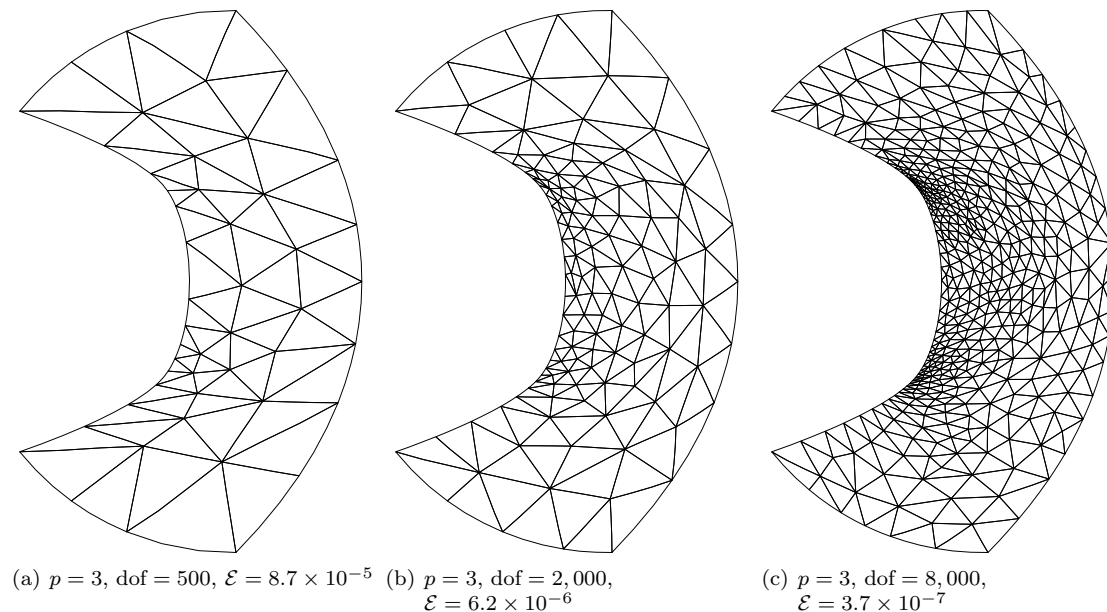 (a) p = 3, dof = 500, ℰ = 8.7 × 10⁻⁵
(b) p = 3, dof = 2,000,
ℰ = 6.2 × 10⁻⁶
(c) p = 3, dof = 8,000,
ℰ = 3.7 × 10⁻⁷